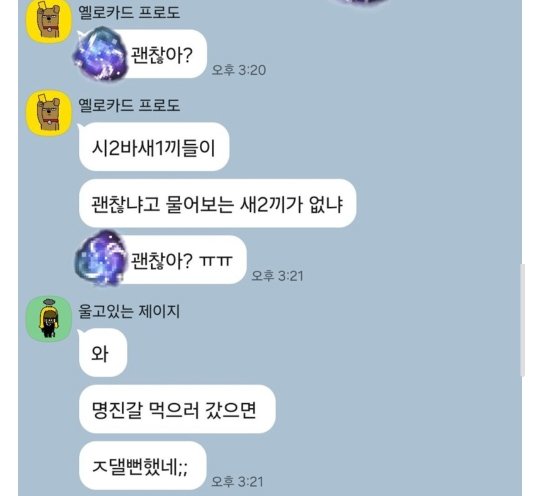 옐로카드 프로도
괜찮아?
오후 3:20
옐로카드 프로도
시2바새1끼들이
괜찮냐고 물어보는 새2끼가 없냐
괜찮아? ㅠㅠ
오후 3:21
울고있는 제이지
와
명진갈 먹으러 갔으면
ㅈ댈뻔했네;;
오후 3:21